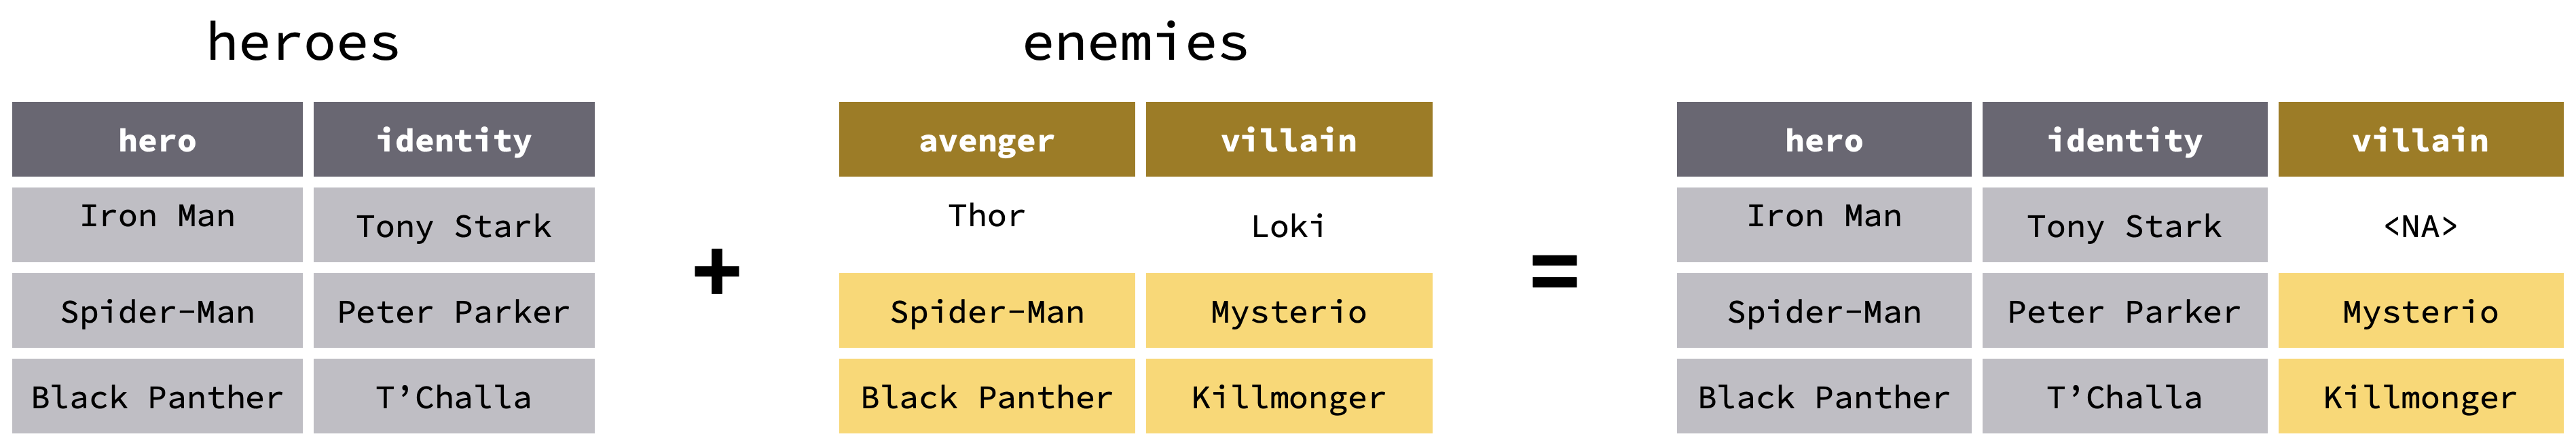 heroes
enemies
hero identity avenger villain hero identity villain
Iron Man Tony Stark Thor Loki Iron Man Tony Stark <NA>
+ =
Spider-Man Peter Parker Spider-Man Mysterio Spider-Man Peter Parker Mysterio
Black Panther T’Challa Black Panther Killmonger Black Panther T’Challa Killmonger